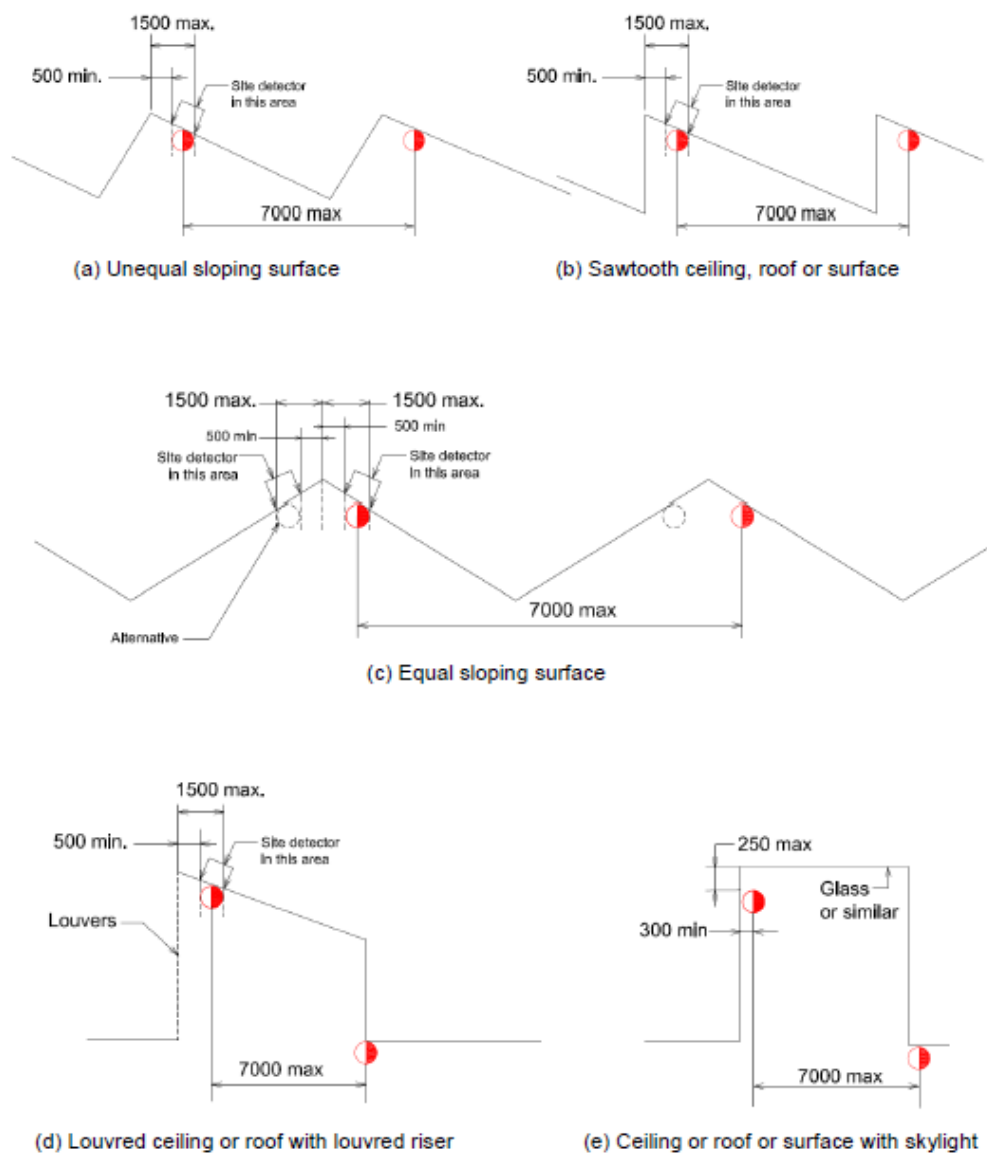 1500 max.
500 min.
Site detector
in this area
7000 max
(a) Unequal sloping surface
1500 max.
500 min.
Site detector
in this area
7000 max
(b) Sawtooth ceiling, roof or surface
1500 max.
1500 max.
500 min
500 min
Site detector
in this area
Site detector
in this area
Alternative
7000 max
(c) Equal sloping surface
1500 max.
500 min.
Site detector
in this area
Louvers
7000 max
(d) Louvred ceiling or roof with louvred riser
250 max
Glass
or similar
300 min
7000 max
(e) Ceiling or roof or surface with skylight